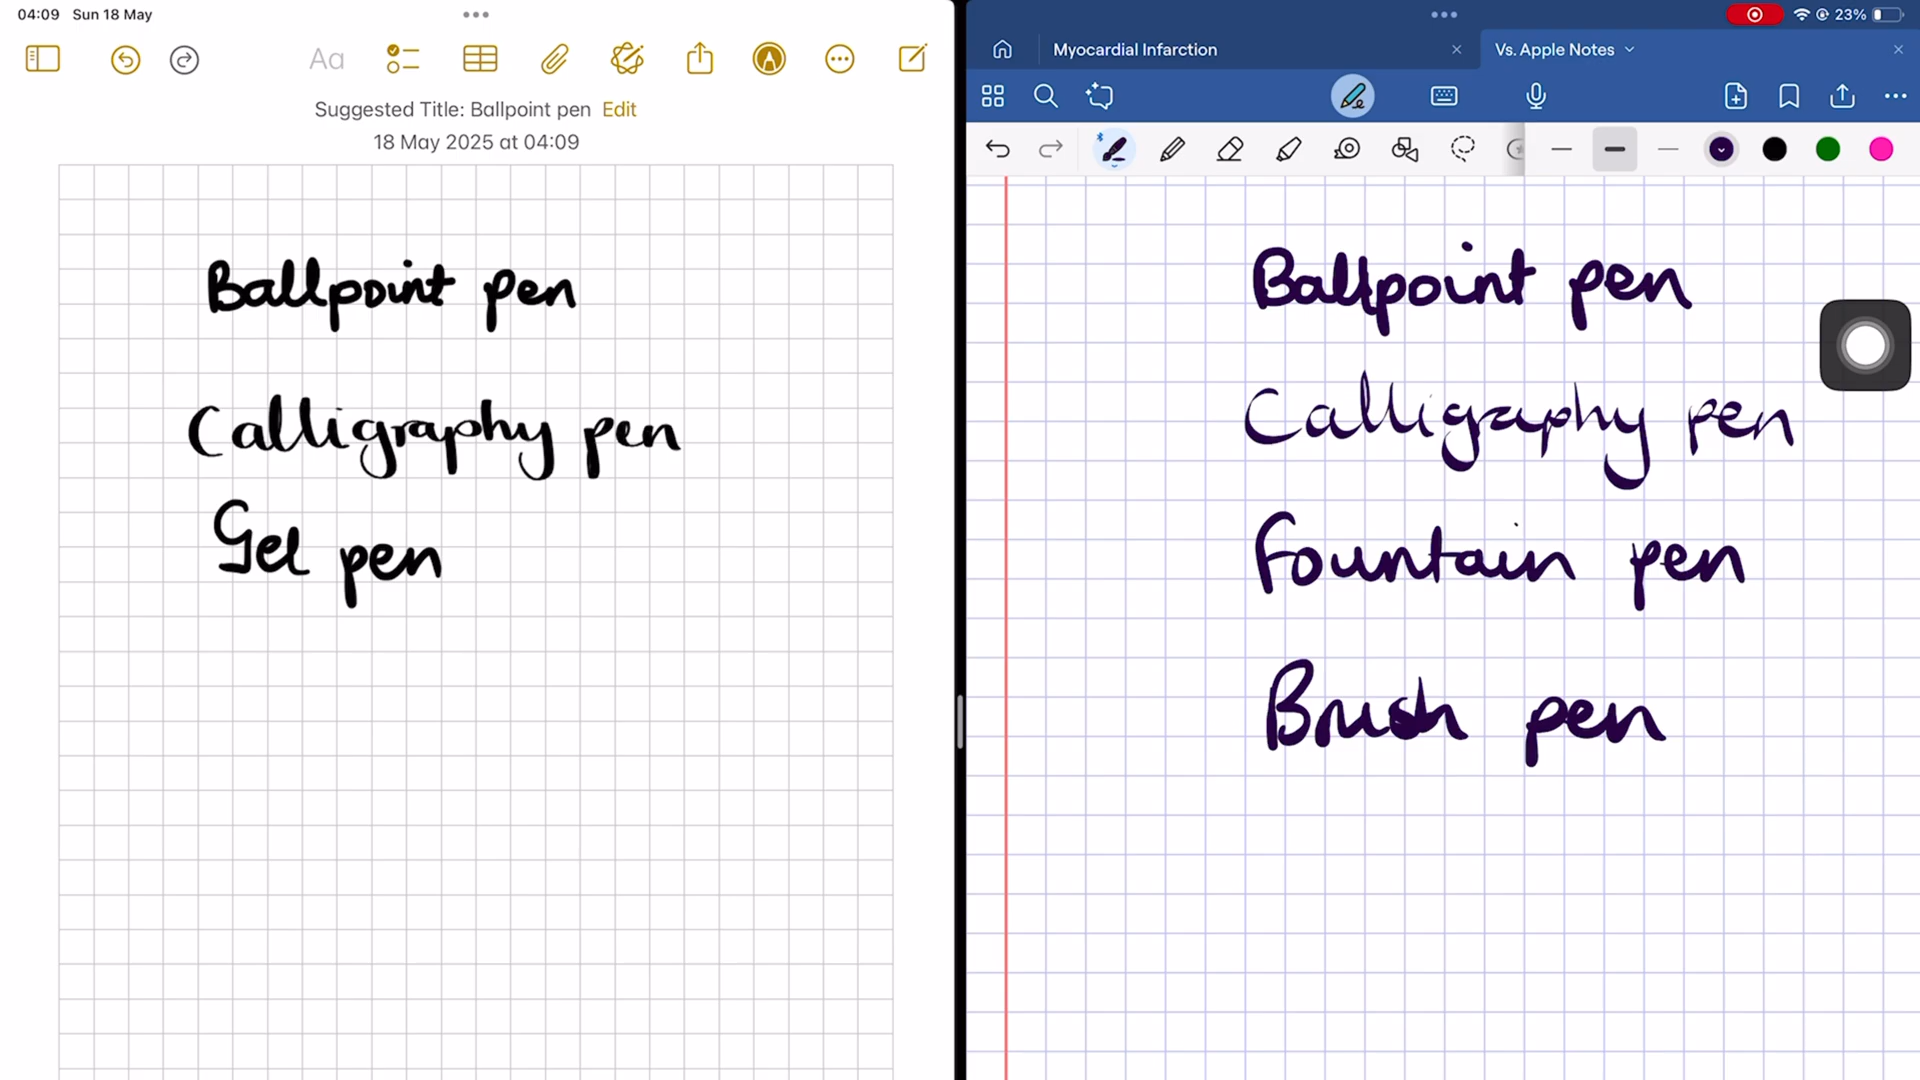 04:09 Sun 18 May
Aa
Suggested Title: Ballpoint pen Edit
18 May 2025 at 04:09
Ballpoint pen
Calligraphy pen
Gel pen
23%
Myocardial Infarction
Vs. Apple Notes
Ballpoint pen
Calligraphy pen
Fountain pen
Brush pen